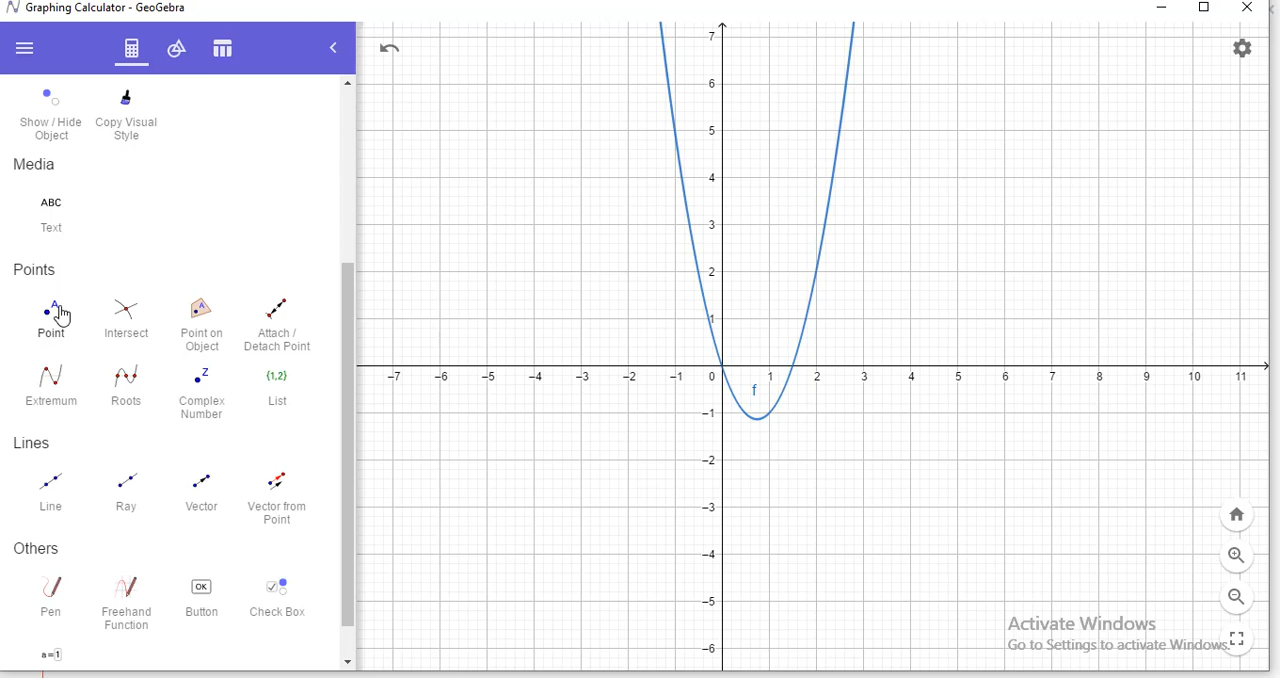 Graphing Calculator - GeoGebra
Show / Hide
Object
Copy Visual
Style
Media
ABC
Text
Points
A
Point
Intersect
A
Point on
Object
Attach /
Detach Point
Extremum
Roots
Z
Complex
Number
{1,2}
List
Lines
Line
Ray
Vector
Vector from
Point
Others
Pen
Freehand
Function
OK
Button
Check Box
a=1
7
6
5
4
3
2
1
−7 −6 −5 −4 −3 −2 −1 0 1 2 3 4 5 6 7 8 9 10 11
f
−1
−2
−3
−4
−5
−6
Activate Windows
Go to Settings to activate Windows.